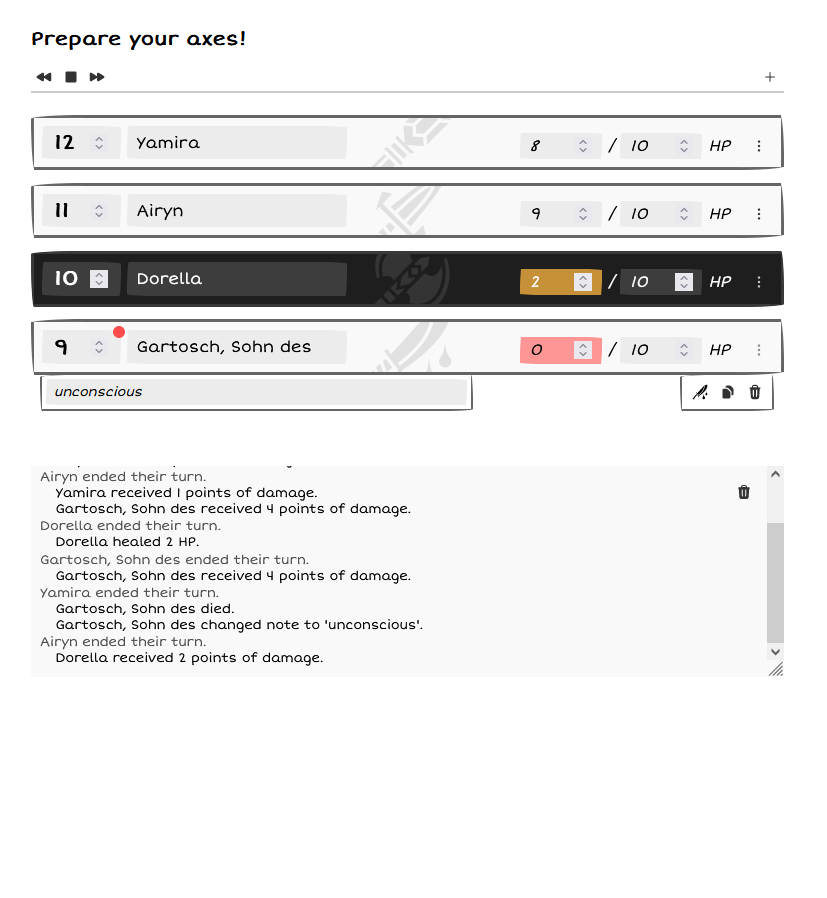 Prepare your axes!
12 Yamira 8 / 10 HP
11 Airyn 9 / 10 HP
10 Dorella 2 / 10 HP
9 Gartosch, Sohn des 0 / 10 HP
unconscious
Airyn ended their turn.
Yamira received 1 points of damage.
Gartosch, Sohn des received 4 points of damage.
Dorella ended their turn.
Dorella healed 2 HP.
Gartosch, Sohn des ended their turn.
Gartosch, Sohn des received 4 points of damage.
Yamira ended their turn.
Gartosch, Sohn des died.
Gartosch, Sohn des changed note to 'unconscious'.
Airyn ended their turn.
Dorella received 2 points of damage.